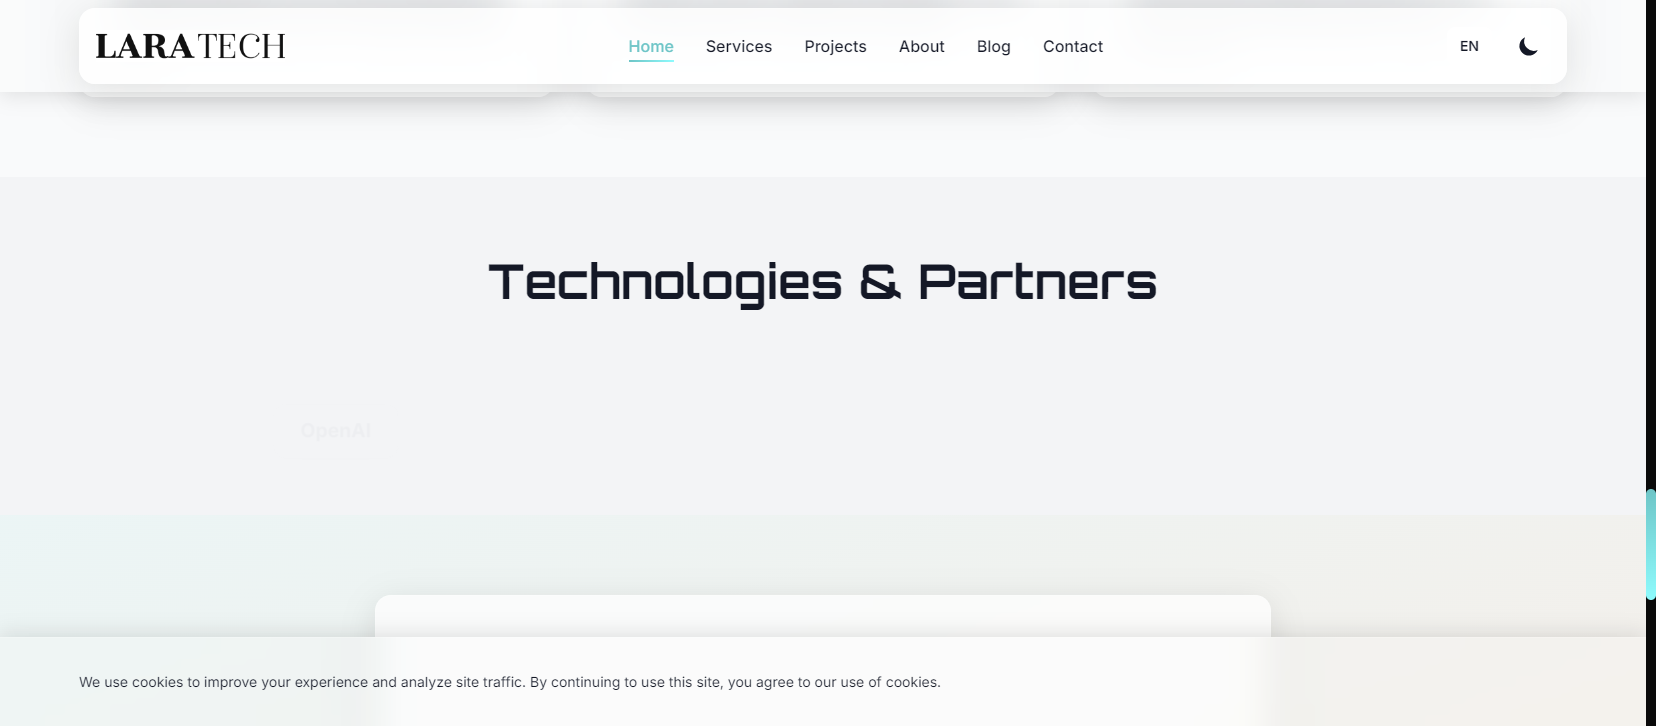 LARA TECH
Home Services Projects About Blog Contact EN
Technologies & Partners
OpenAI
We use cookies to improve your experience and analyze site traffic. By continuing to use this site, you agree to our use of cookies.